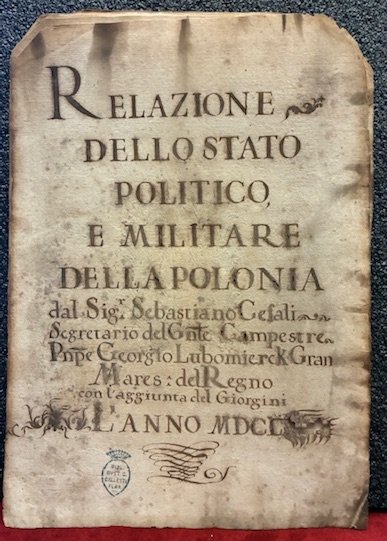 RELAZIONE
DELLO STATO
POLITICO,
E MILITARE
DELLA POLONIA
dal Sig.r Sebastiano Cefali
Segretario del Gnle Campestre
Pnpe Georgio Lubomierck Gran
Mares: del Regno
con l'aggiunta del Giorgini
L'ANNO MDCC